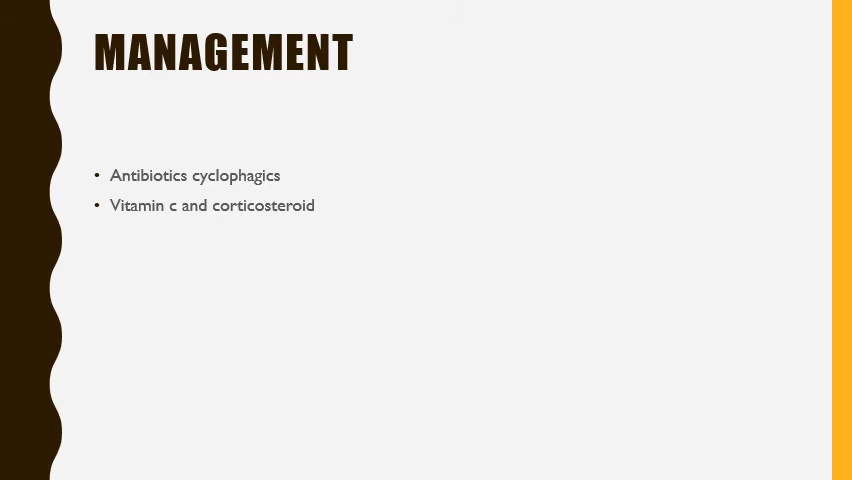 MANAGEMENT
• Antibiotics cyclophagics
• Vitamin c and corticosteroid